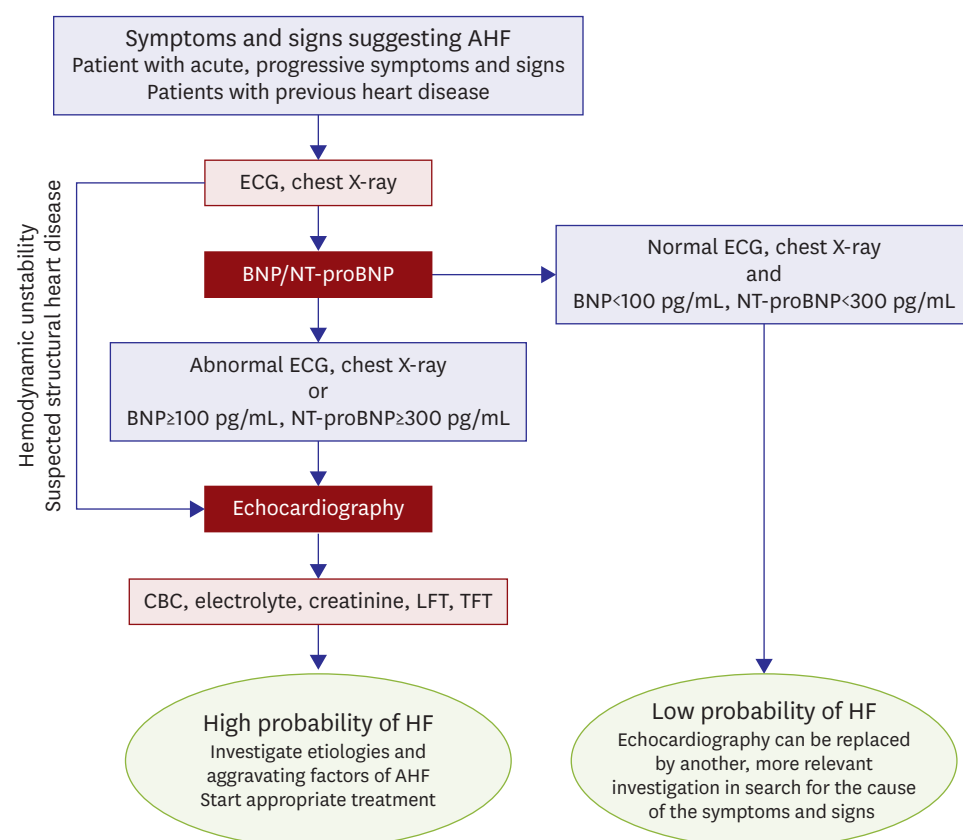 Symptoms and signs suggesting AHF
Patient with acute, progressive symptoms and signs
Patients with previous heart disease
ECG, chest X-ray
Hemodynamic unstability
Suspected structural heart disease
BNP/NT-proBNP
Normal ECG, chest X-ray
and
BNP<100 pg/mL, NT-proBNP<300 pg/mL
Abnormal ECG, chest X-ray
or
BNP≥100 pg/mL, NT-proBNP≥300 pg/mL
Echocardiography
CBC, electrolyte, creatinine, LFT, TFT
High probability of HF
Investigate etiologies and
aggravating factors of AHF
Start appropriate treatment
Low probability of HF
Echocardiography can be replaced
by another, more relevant
investigation in search for the cause
of the symptoms and signs